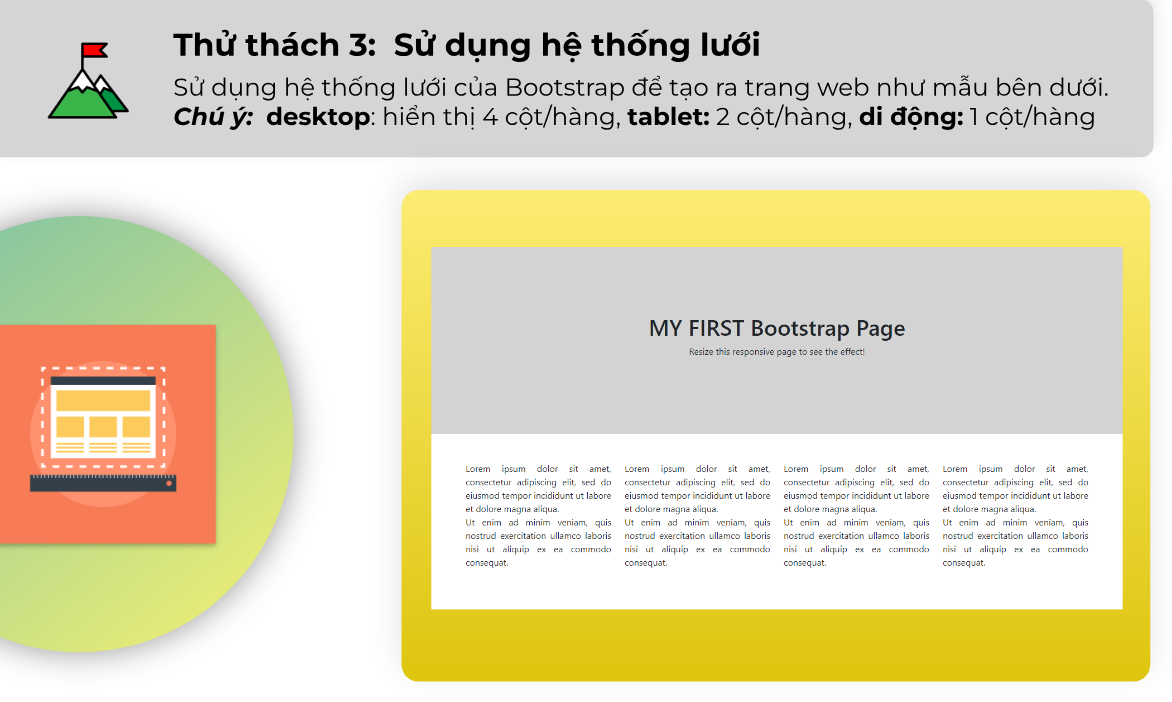 Thử thách 3: Sử dụng hệ thống lưới
Sử dụng hệ thống lưới của Bootstrap để tạo ra trang web như mẫu bên dưới.
Chú ý: desktop: hiển thị 4 cột/hàng, tablet: 2 cột/hàng, di động: 1 cột/hàng
MY FIRST Bootstrap Page
Resize this responsive page to see the effect!
Lorem ipsum dolor sit amet,
consectetur adipiscing elit, sed do
eiusmod tempor incididunt ut labore
et dolore magna aliqua.
Ut enim ad minim veniam, quis
nostrud exercitation ullamco laboris
nisi ut aliquip ex ea commodo
consequat.
Lorem ipsum dolor sit amet,
consectetur adipiscing elit, sed do
eiusmod tempor incididunt ut labore
et dolore magna aliqua.
Ut enim ad minim veniam, quis
nostrud exercitation ullamco laboris
nisi ut aliquip ex ea commodo
consequat.
Lorem ipsum dolor sit amet,
consectetur adipiscing elit, sed do
eiusmod tempor incididunt ut labore
et dolore magna aliqua.
Ut enim ad minim veniam, quis
nostrud exercitation ullamco laboris
nisi ut aliquip ex ea commodo
consequat.
Lorem ipsum dolor sit amet,
consectetur adipiscing elit, sed do
eiusmod tempor incididunt ut labore
et dolore magna aliqua.
Ut enim ad minim veniam, quis
nostrud exercitation ullamco laboris
nisi ut aliquip ex ea commodo
consequat.